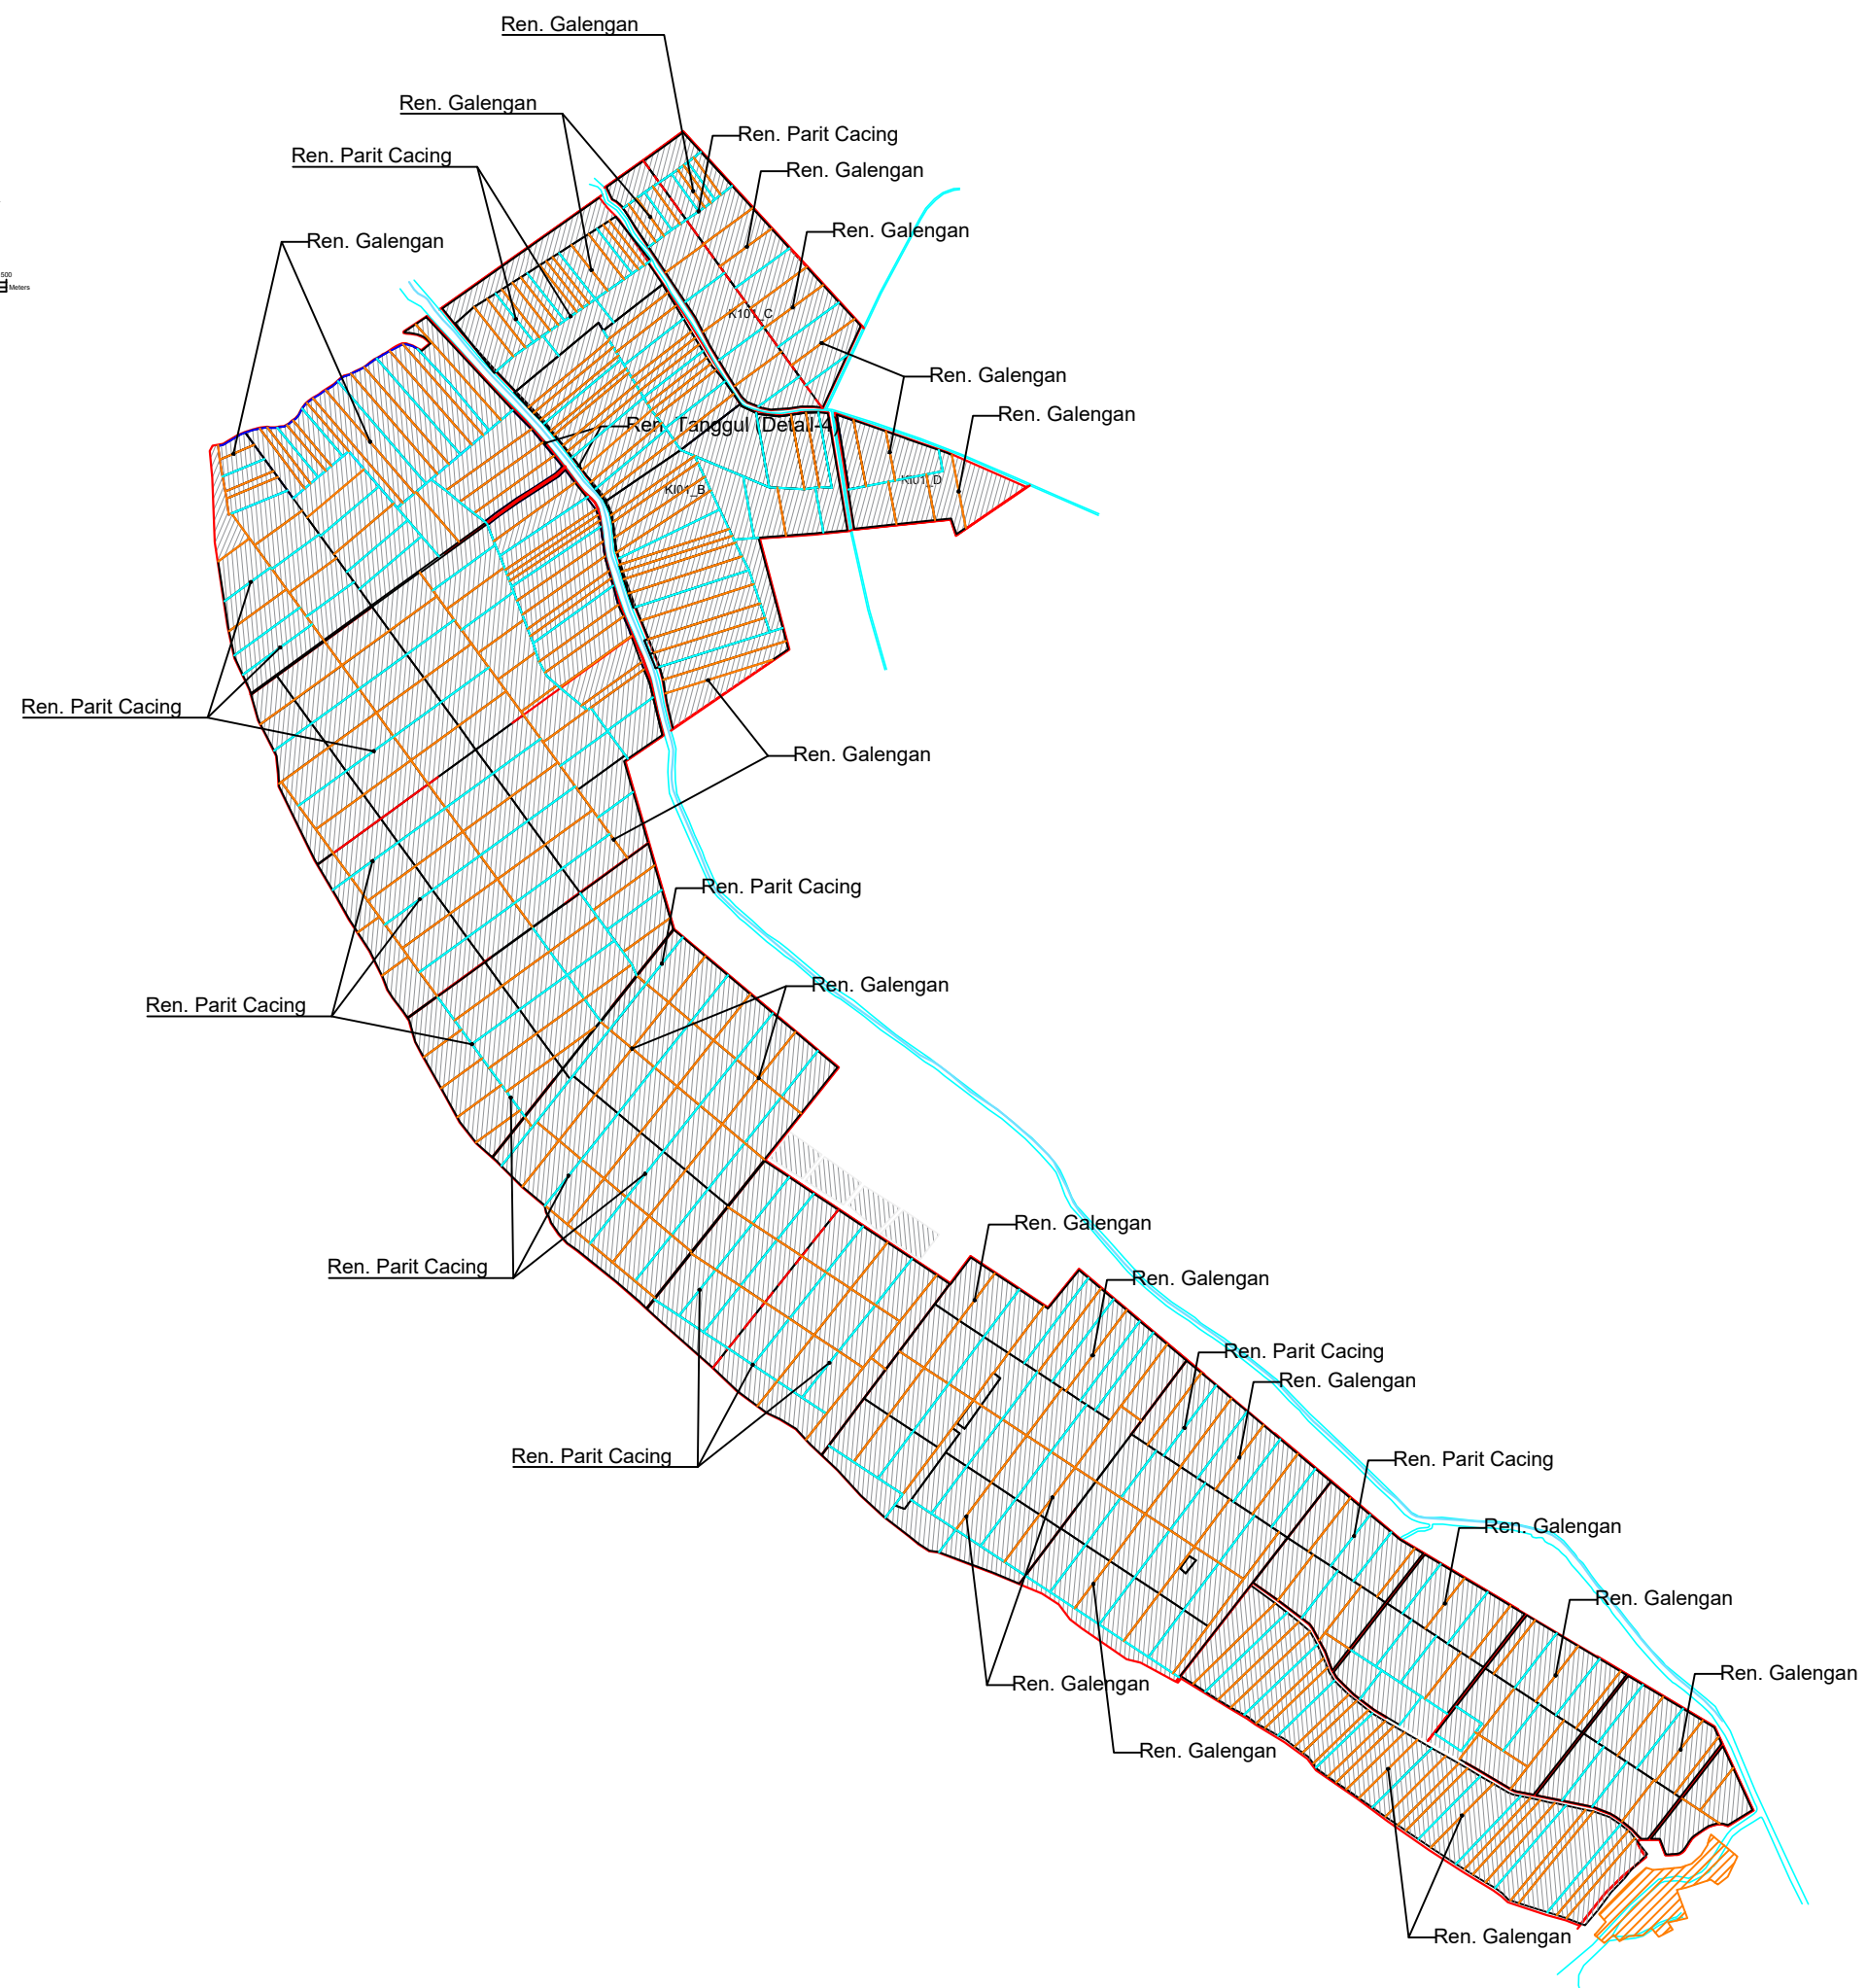 Ren. Galengan
Ren. Galengan
Ren. Parit Cacing
Ren. Parit Cacing
Ren. Galengan
Ren. Galengan
Ren. Galengan
500
Meters
K101_C
Ren. Galengan
Ren. Galengan
Ren. Tanggul (Detail-4)
KI01_D
KI01_B
Ren. Parit Cacing
Ren. Galengan
Ren. Parit Cacing
Ren. Galengan
Ren. Parit Cacing
Ren. Galengan
Ren. Parit Cacing
Ren. Galengan
Ren. Parit Cacing
Ren. Galengan
Ren. Parit Cacing
Ren. Parit Cacing
Ren. Galengan
Ren. Galengan
Ren. Galengan
Ren. Galengan
Ren. Galengan
Ren. Galengan